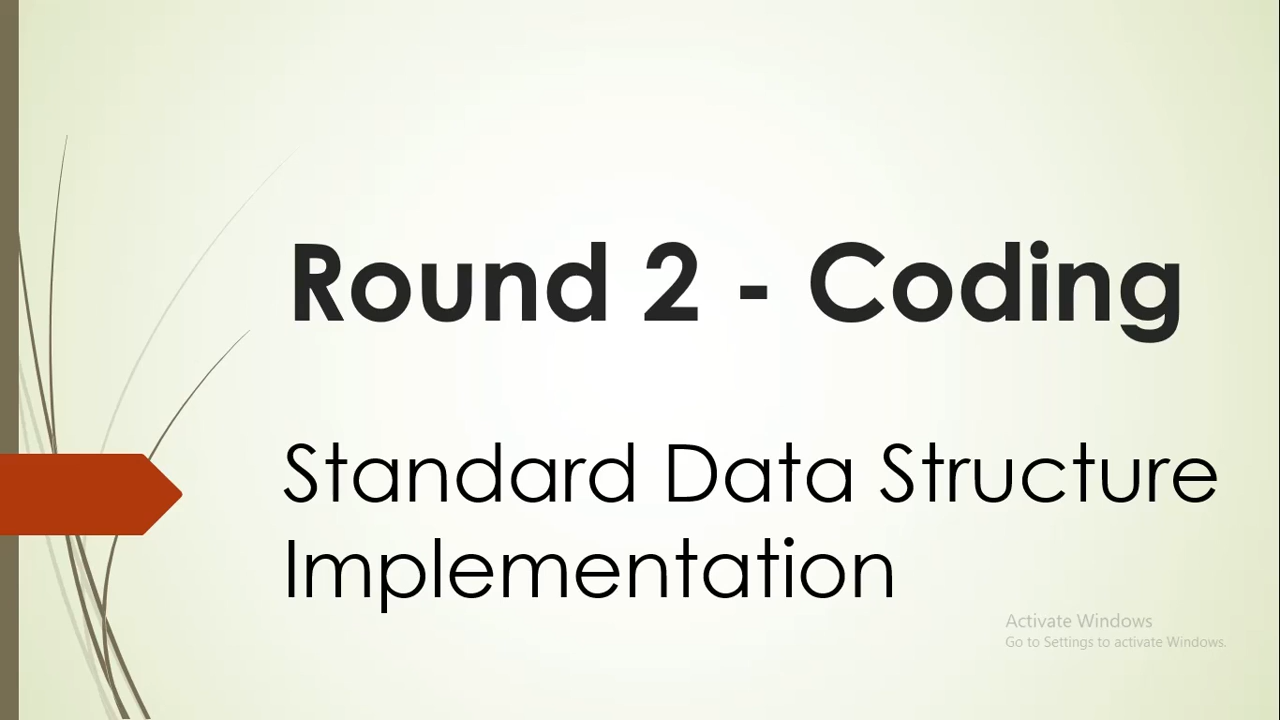 Round 2 - Coding
Standard Data Structure
Implementation
Activate Windows
Go to Settings to activate Windows.